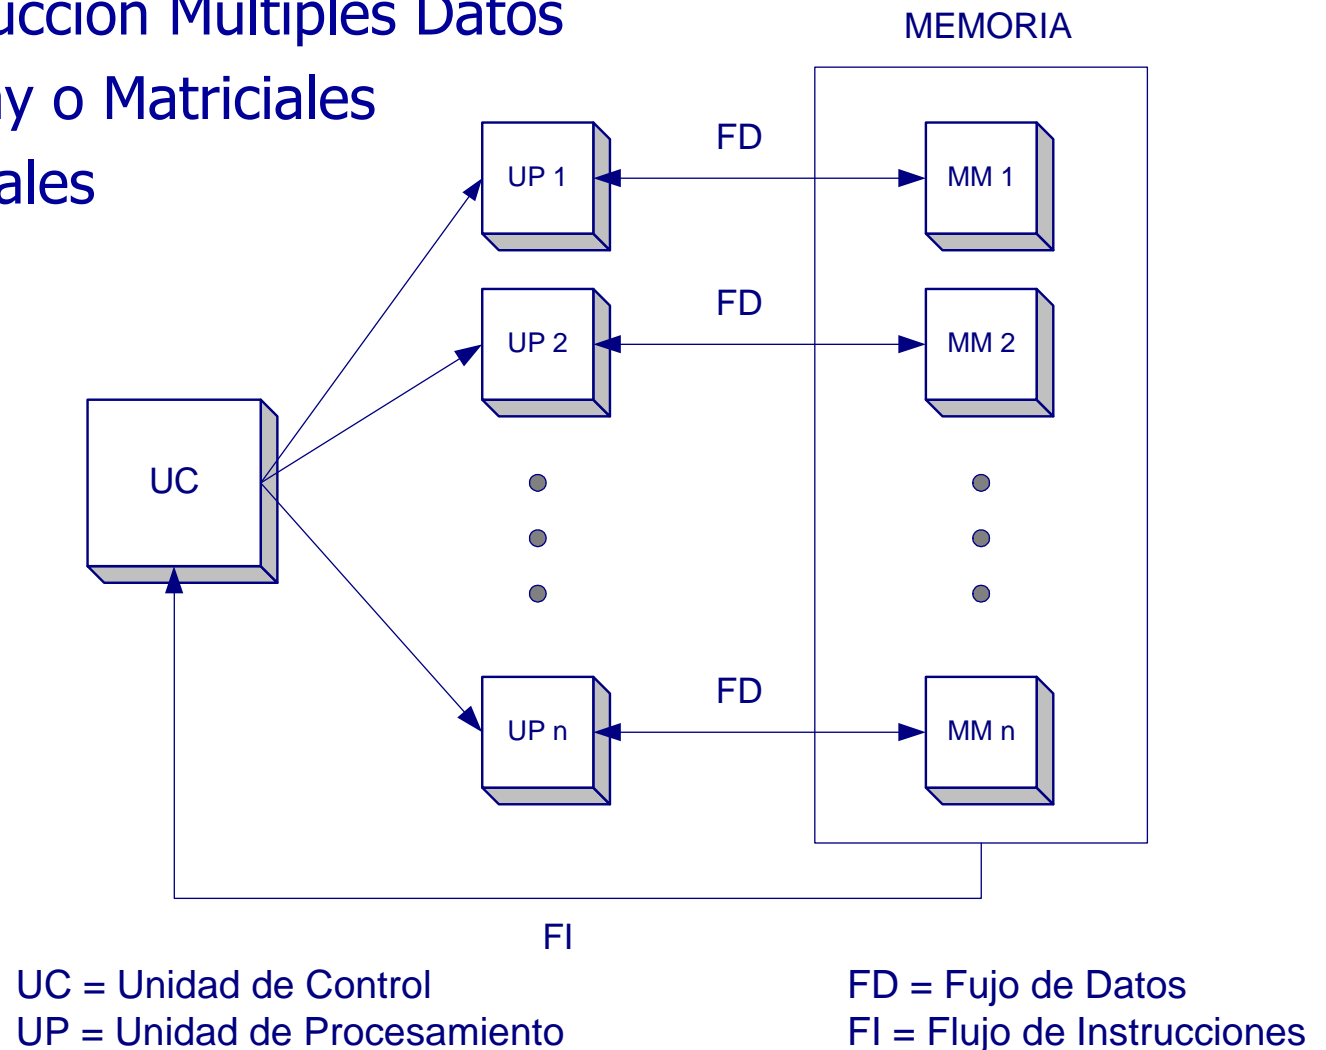 ucción Múltiples Datos
MEMORIA
ay o Matriciales
ales
FD
UP 1
MM 1
FD
UP 2
MM 2
UC
FD
UP n
MM n
FI
UC = Unidad de Control
FD = Fujo de Datos
UP = Unidad de Procesamiento
FI = Flujo de Instrucciones